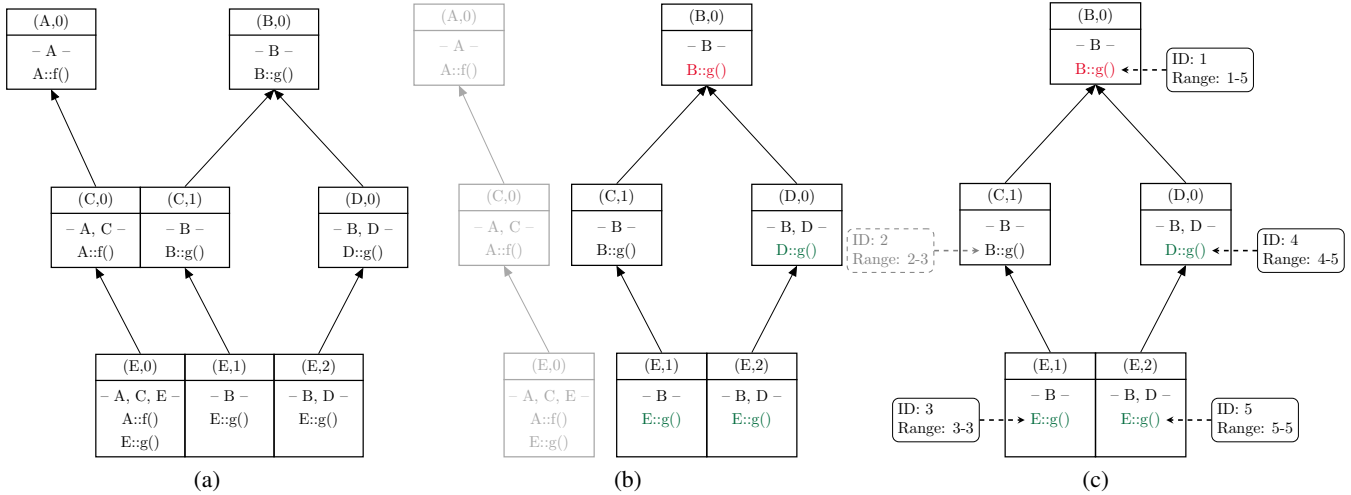 (A,0)
– A –
A::f()
(B,0)
– B –
B::g()
(C,0)
– A, C –
A::f()
(C,1)
– B –
B::g()
(D,0)
– B, D –
D::g()
(E,0)
– A, C, E –
A::f()
E::g()
(E,1)
– B –
E::g()
(E,2)
– B, D –
E::g()
(a)
(A,0)
– A –
A::f()
(B,0)
– B –
B::g()
(C,0)
– A, C –
A::f()
(C,1)
– B –
B::g()
(D,0)
– B, D –
D::g()
(E,0)
– A, C, E –
A::f()
E::g()
(E,1)
– B –
E::g()
(E,2)
– B, D –
E::g()
(b)
(B,0)
– B –
B::g()
ID: 1
Range: 1-5
ID: 2
Range: 2-3
(C,1)
– B –
B::g()
(D,0)
– B, D –
D::g()
ID: 4
Range: 4-5
ID: 3
Range: 3-3
(E,1)
– B –
E::g()
(E,2)
– B, D –
E::g()
ID: 5
Range: 5-5
(c)